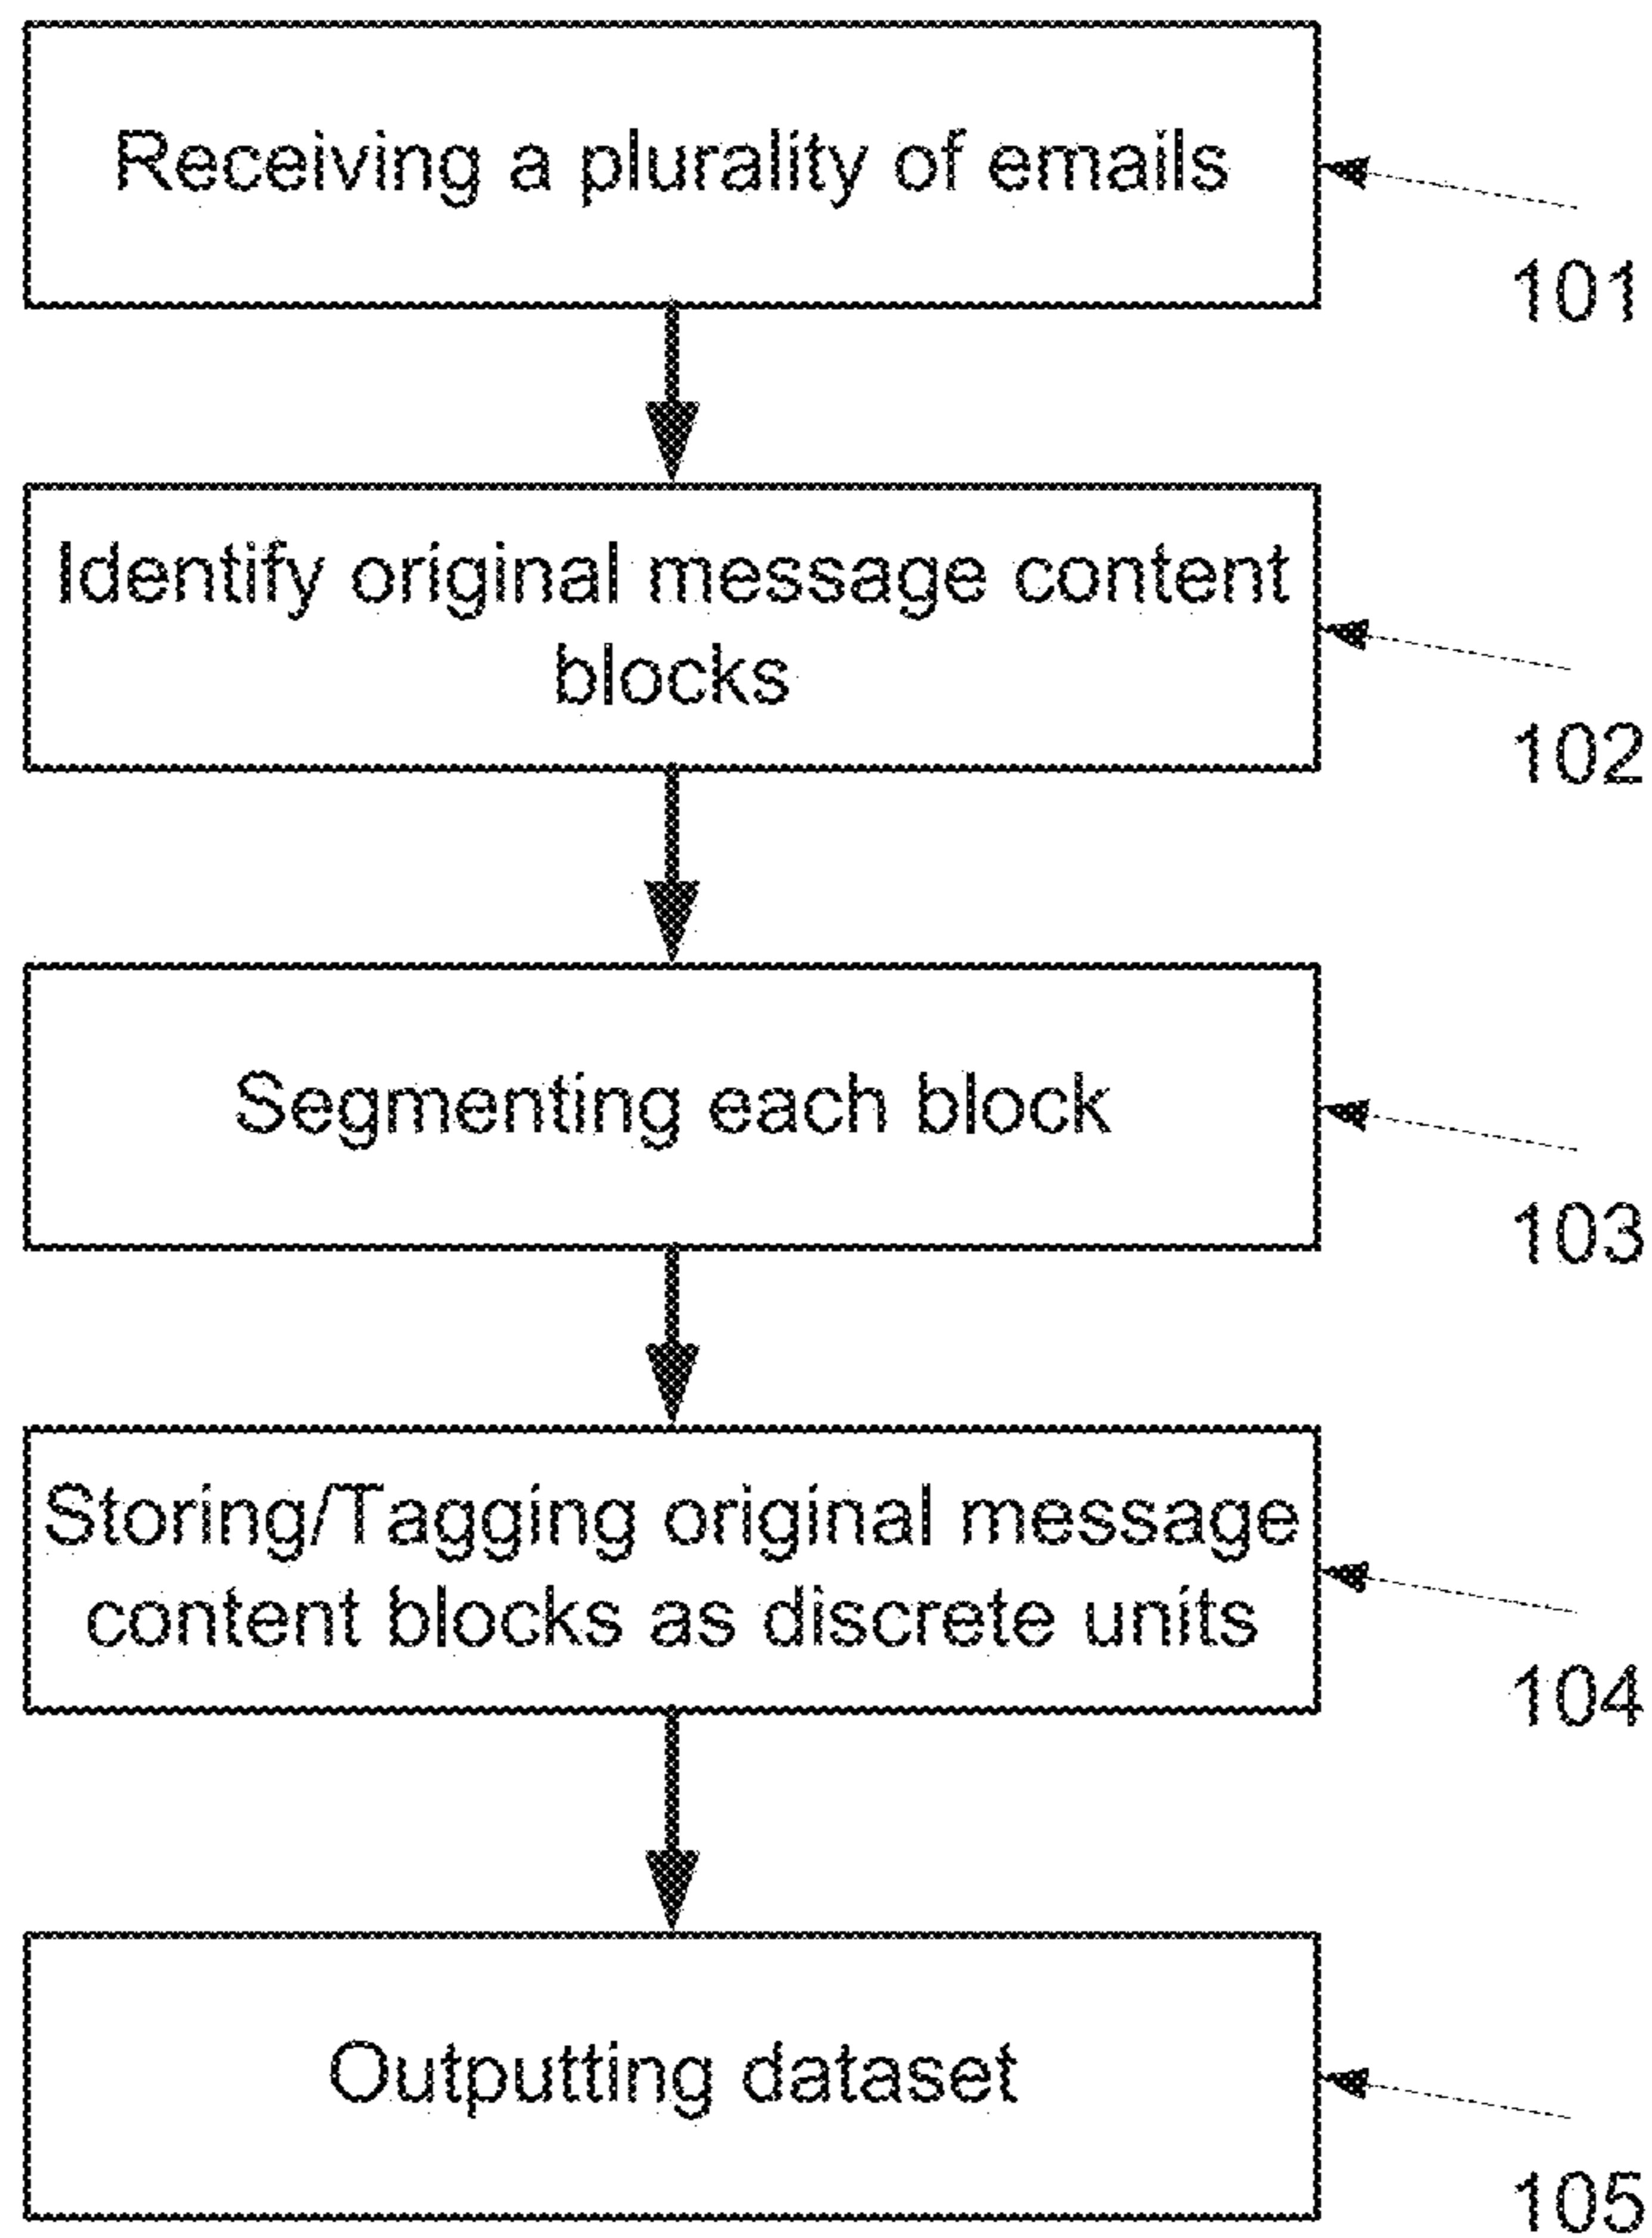 Receiving a plurality of emails
101
Identify original message content
blocks
102
Segmenting each block
103
Storing/Tagging original message
content blocks as discrete units
104
Outputting dataset
105